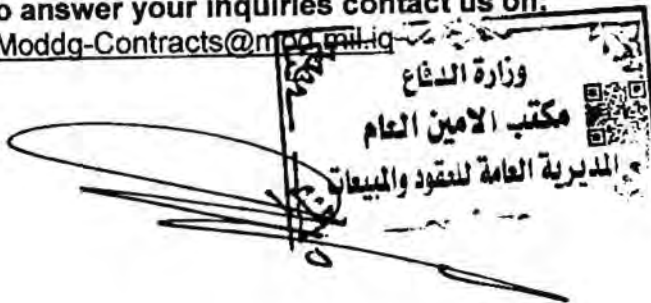 o answer your inquiries contact us on:
Moddg-Contracts@mod.mil.iq
وزارة الدفاع
مكتب الامين العام
المديرية العامة للعقود والمبيعات